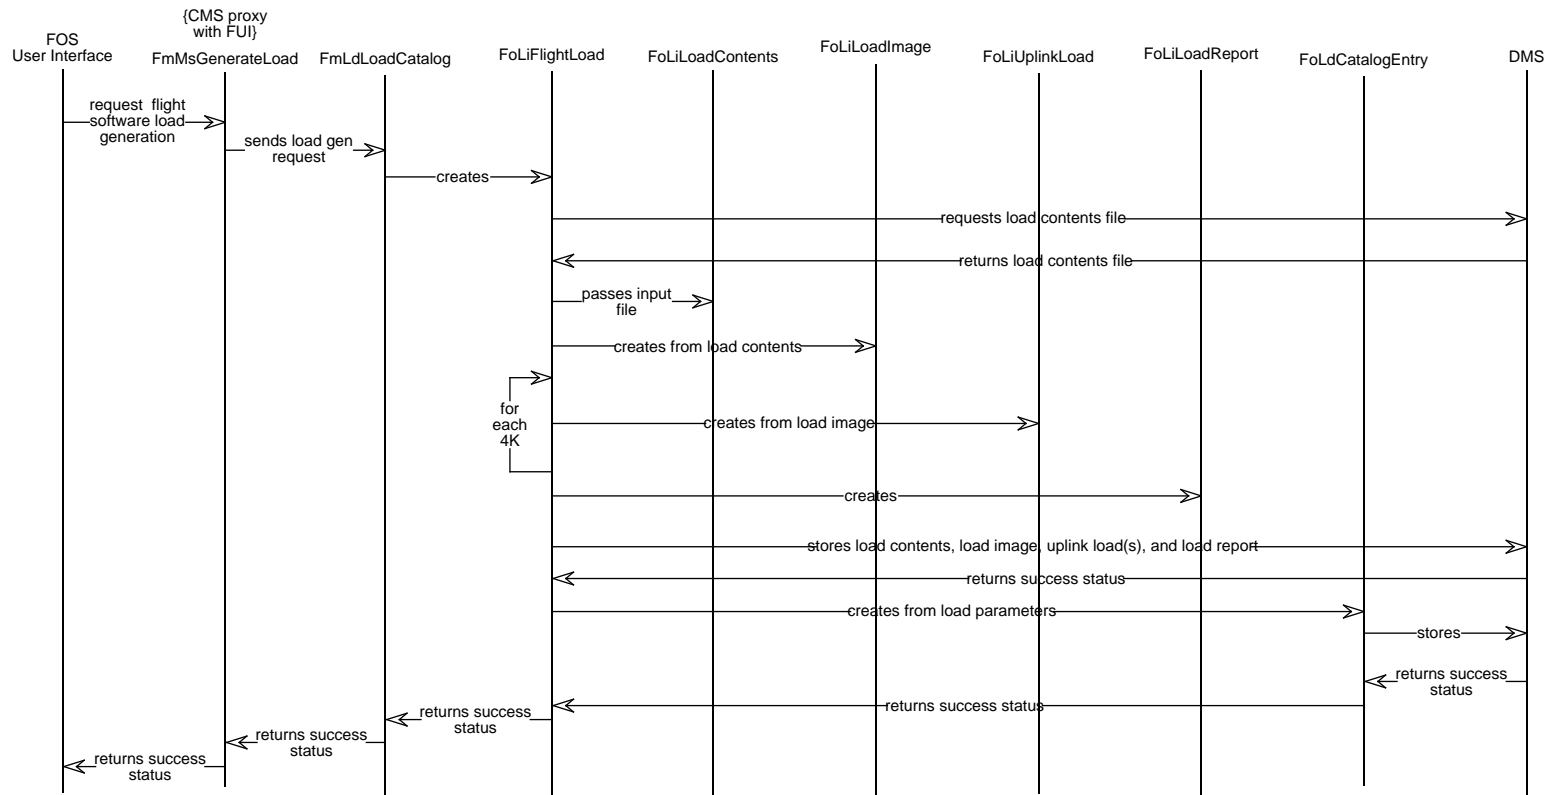 {CMS proxy
with FUI}
FOS
User Interface
FmMsGenerateLoad
FmLdLoadCatalog
FoLiFlightLoad
FoLiLoadContents
FoLiLoadImage
FoLiUplinkLoad
FoLiLoadReport
FoLdCatalogEntry
DMS
request flight
software load
generation
sends load gen
request
creates
requests load contents file
returns load contents file
passes input
file
creates from load contents
for
each
4K
creates from load image
creates
stores load contents, load image, uplink load(s), and load report
returns success status
creates from load parameters
stores
returns success
status
returns success status
returns success
status
returns success
status
returns success
status